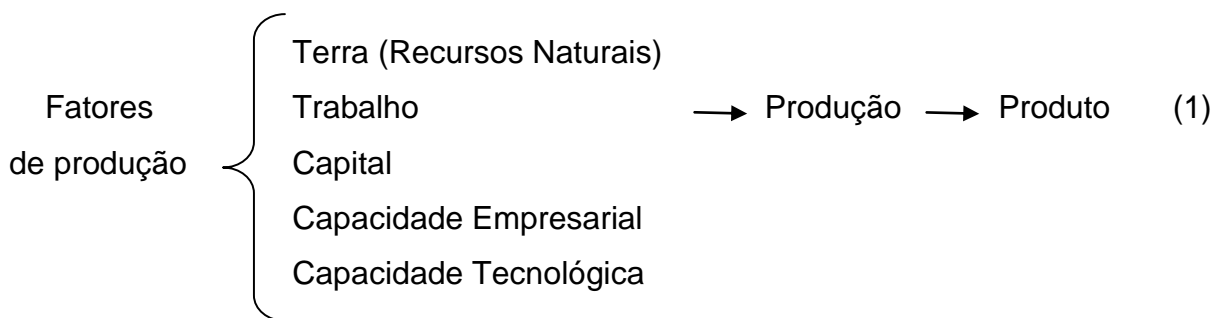 Terra (Recursos Naturais)
Fatores Trabalho Produção Produto (1)
de produção Capital
Capacidade Empresarial
Capacidade Tecnológica